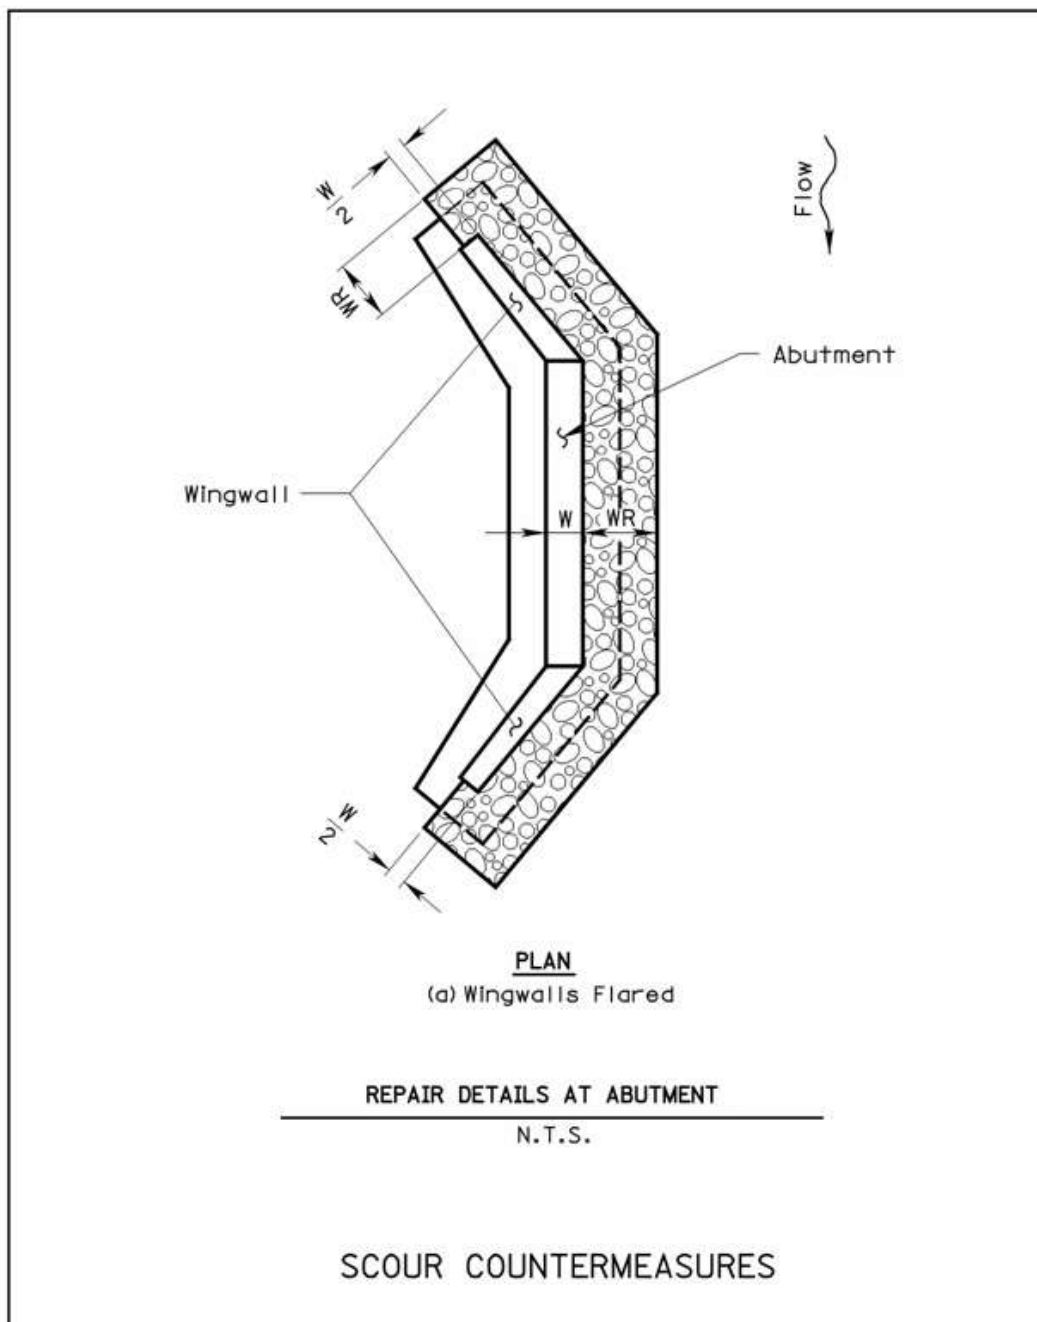 W
2
Flow
WR
Abutment
Wingwall
W
WR
W
2
PLAN
(a) Wingwalls Flared
REPAIR DETAILS AT ABUTMENT
N.T.S.
SCOUR COUNTERMEASURES